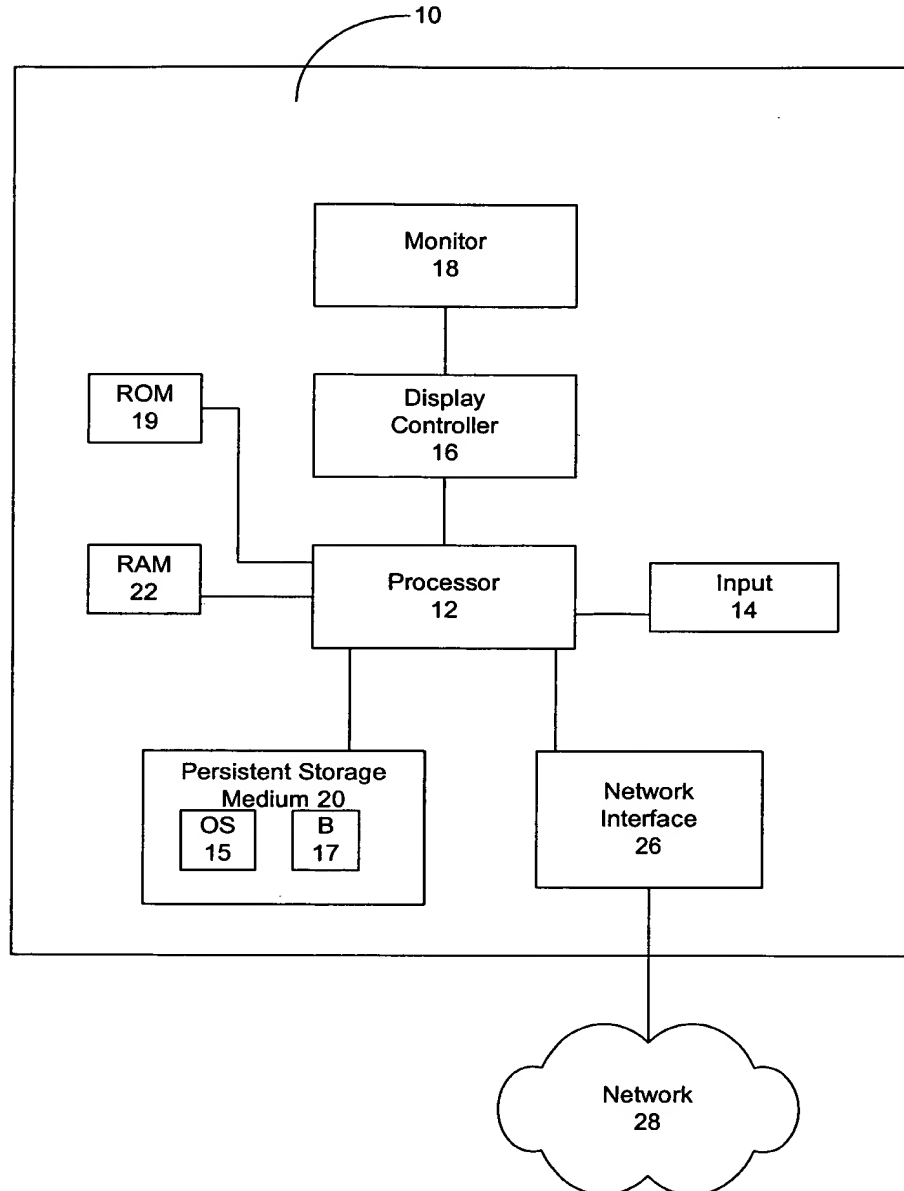 10
Monitor
18
ROM
19
Display
Controller
16
RAM
22
Processor
12
Input
14
Persistent Storage
Medium 20
OS
15
B
17
Network
Interface
26
Network
28